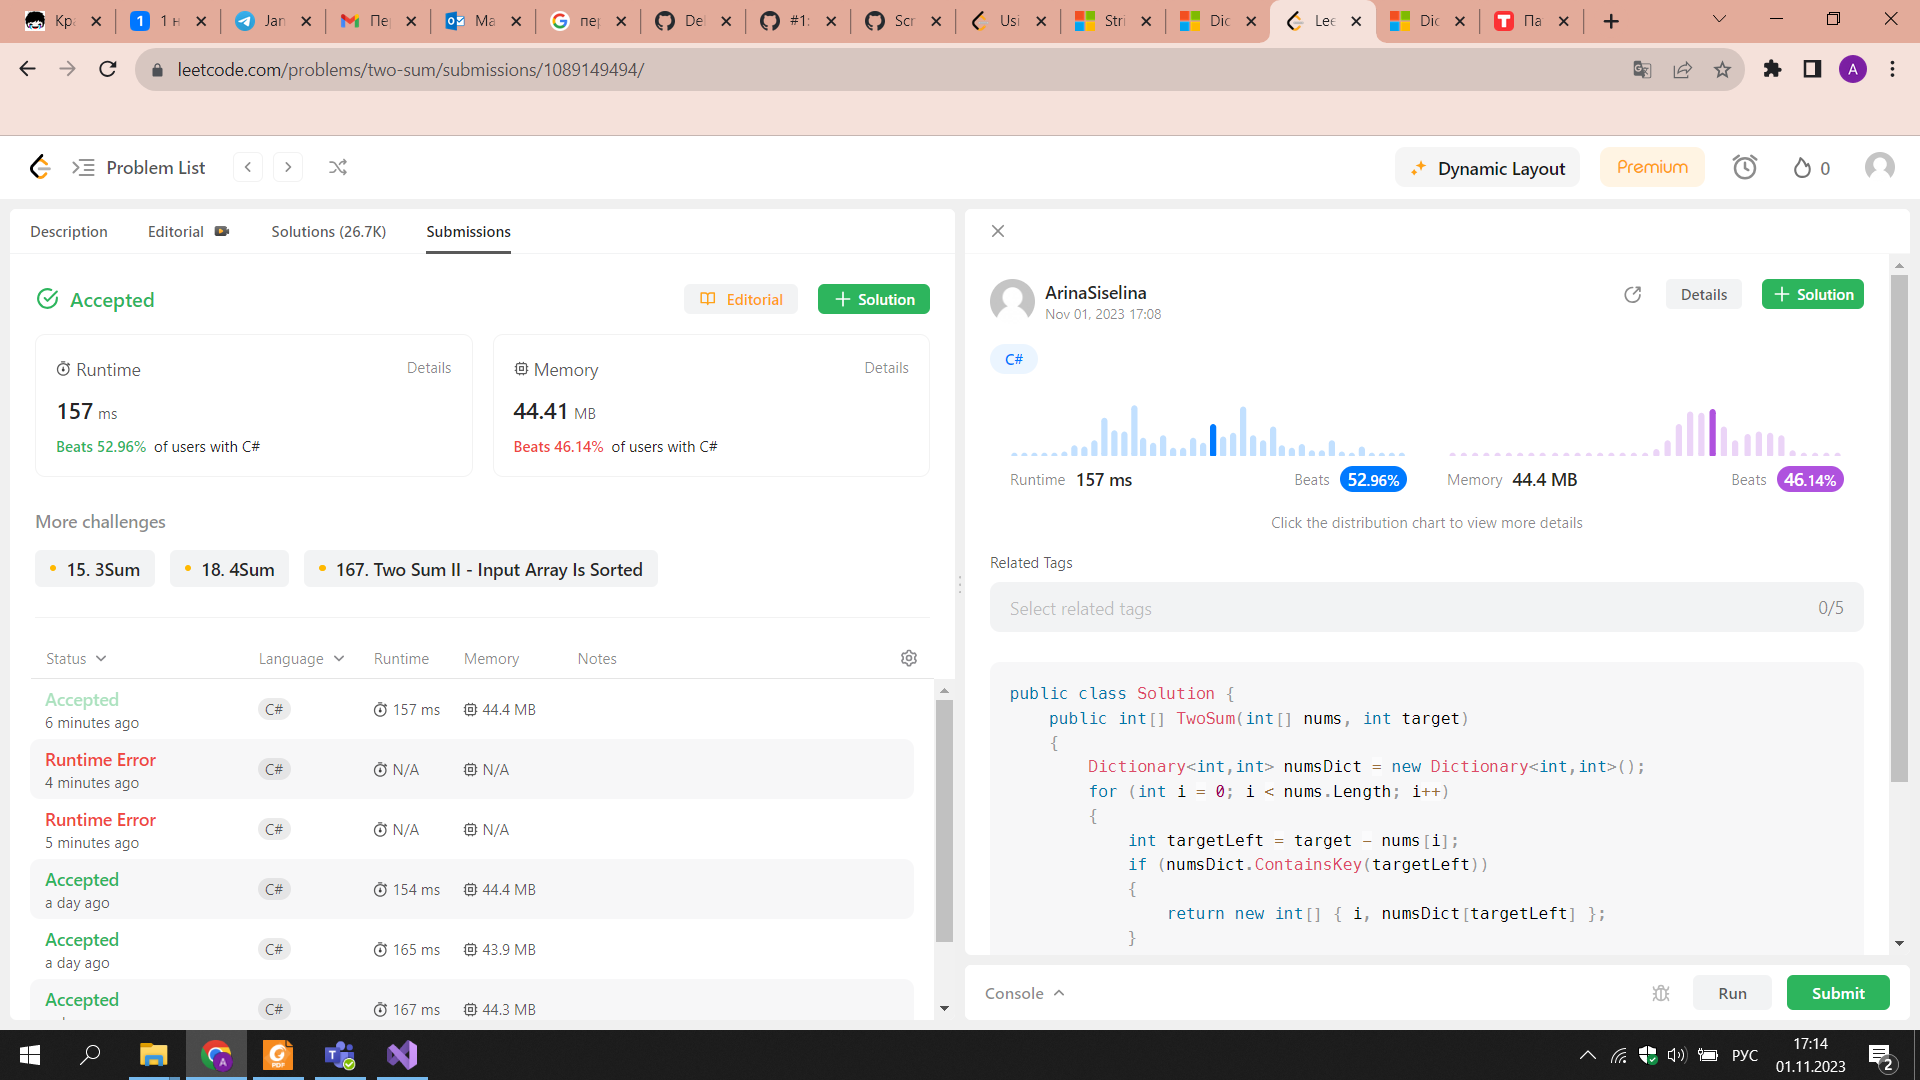 Кра
1 н
Jan
Пе
Ma
пер
Del
#1:
Scr
Usi
Stri
Dic
Lee
Dic
Па
leetcode.com/problems/two-sum/submissions/1089149494/
A
Problem List
Dynamic Layout
Premium
0
Description
Editorial
Solutions (26.7K)
Submissions
Accepted
Editorial
Solution
Runtime
Details
157 ms
Beats 52.96% of users with C#
Memory
Details
44.41 MB
Beats 46.14% of users with C#
More challenges
15. 3Sum
18. 4Sum
167. Two Sum II - Input Array Is Sorted
Status
Language
Runtime
Memory
Notes
Accepted
6 minutes ago
C#
157 ms
44.4 MB
Runtime Error
4 minutes ago
C#
N/A
N/A
Runtime Error
5 minutes ago
C#
N/A
N/A
Accepted
a day ago
C#
154 ms
44.4 MB
Accepted
a day ago
C#
165 ms
43.9 MB
Accepted
C#
167 ms
44.3 MB
ArinaSiselina
Nov 01, 2023 17:08
Details
Solution
C#
Runtime 157 ms
Beats 52.96%
Memory 44.4 MB
Beats 46.14%
Click the distribution chart to view more details
Related Tags
Select related tags
0/5
public class Solution {
public int[] TwoSum(int[] nums, int target)
{
Dictionary<int,int> numsDict = new Dictionary<int,int>();
for (int i = 0; i < nums.Length; i++)
{
int targetLeft = target - nums[i];
if (numsDict.ContainsKey(targetLeft))
{
return new int[] { i, numsDict[targetLeft] };
}
Console
Run
Submit
A
PDF
T
РУС
17:14
01.11.2023
2